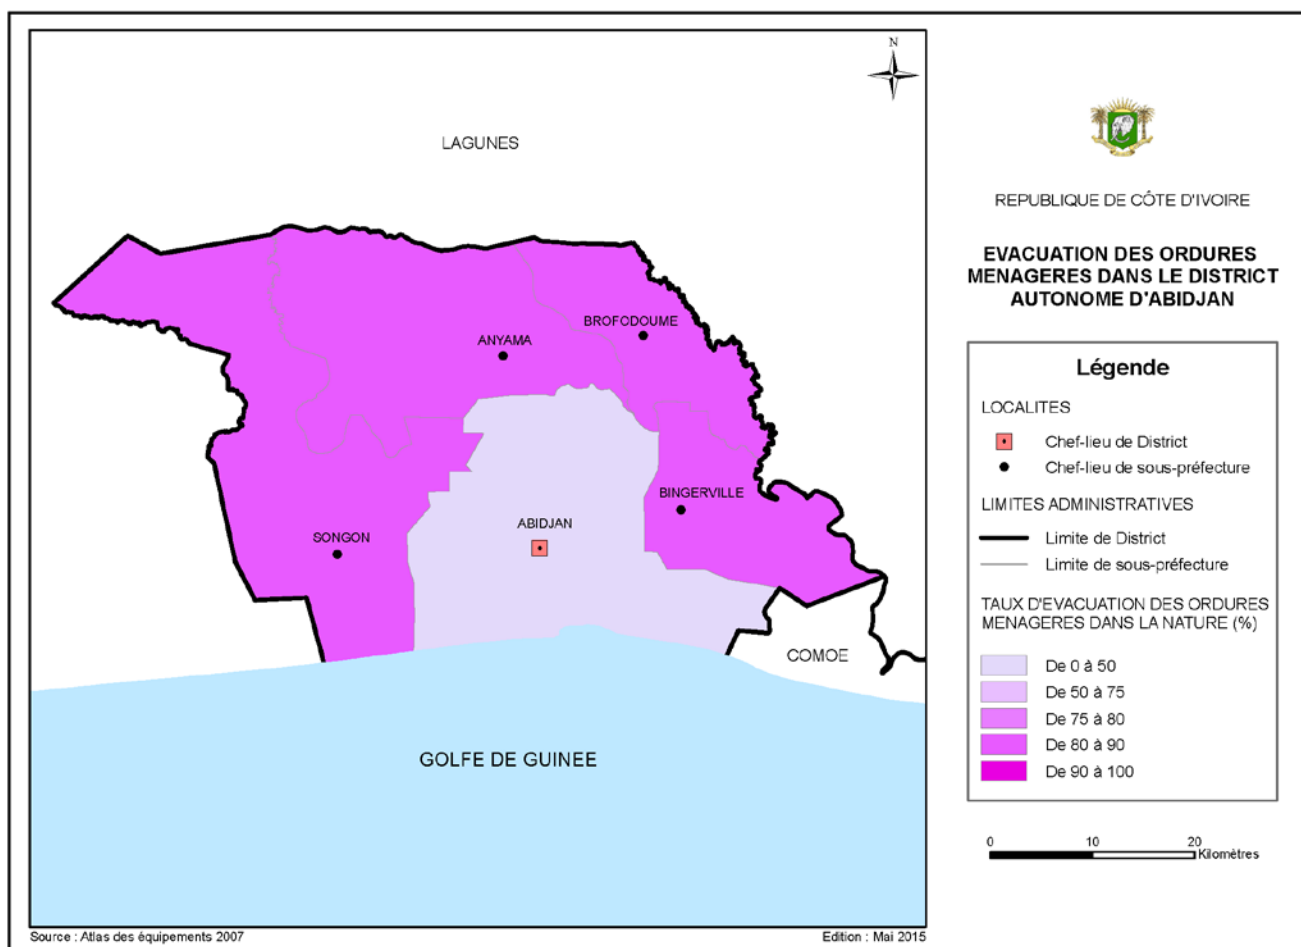 N
LAGUNES
BROFODOUME
ANYAMA
BINGERVILLE
ABIDJAN
SONGON
COMOE
GOLFE DE GUINEE
Source : Atlas des équipements 2007
Edition : Mai 2015
REPUBLIQUE DE CÔTE D'IVOIRE
EVACUATION DES ORDURES
MENAGERES DANS LE DISTRICT
AUTONOME D'ABIDJAN
Légende
LOCALITES
Chef-lieu de District
Chef-lieu de sous-préfecture
LIMITES ADMINISTRATIVES
Limite de District
Limite de sous-préfecture
TAUX D'EVACUATION DES ORDURES
MENAGERES DANS LA NATURE (%)
De 0 à 50
De 50 à 75
De 75 à 80
De 80 à 90
De 90 à 100
0 10 20
Kilomètres